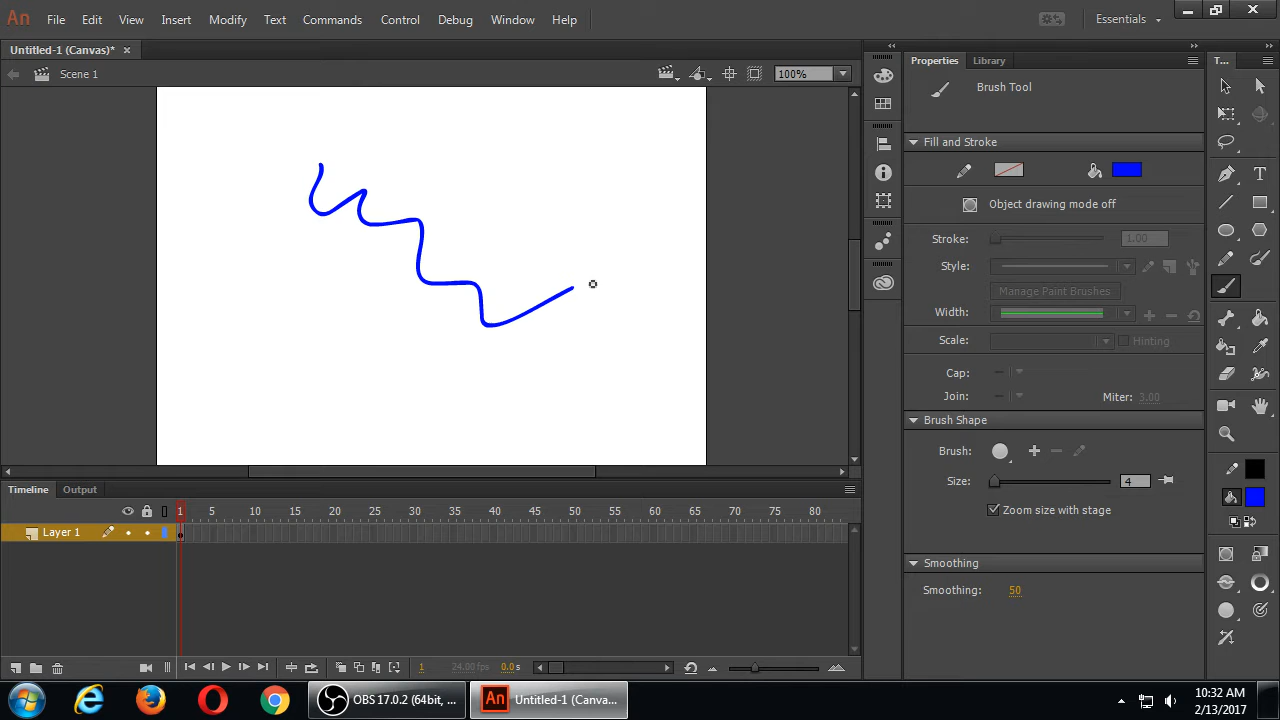 An File Edit View Insert Modify Text Commands Control Debug Window Help Essentials
Untitled-1 (Canvas)*
Scene 1
100%
Properties Library T...
Brush Tool
Fill and Stroke
Object drawing mode off
Stroke: 1.00
Style:
Manage Paint Brushes
Width:
Scale: Hinting
Cap:
Join: Miter: 3.00
Brush Shape
Brush:
Size: 4
Zoom size with stage
Smoothing
Smoothing: 50
Timeline Output
1 5 10 15 20 25 30 35 40 45 50 55 60 65 70 75 80
Layer 1
1 24.00 fps 0.0 s
OBS 17.0.2 (64bit, ...
An Untitled-1 (Canva...
10:32 AM
2/13/2017